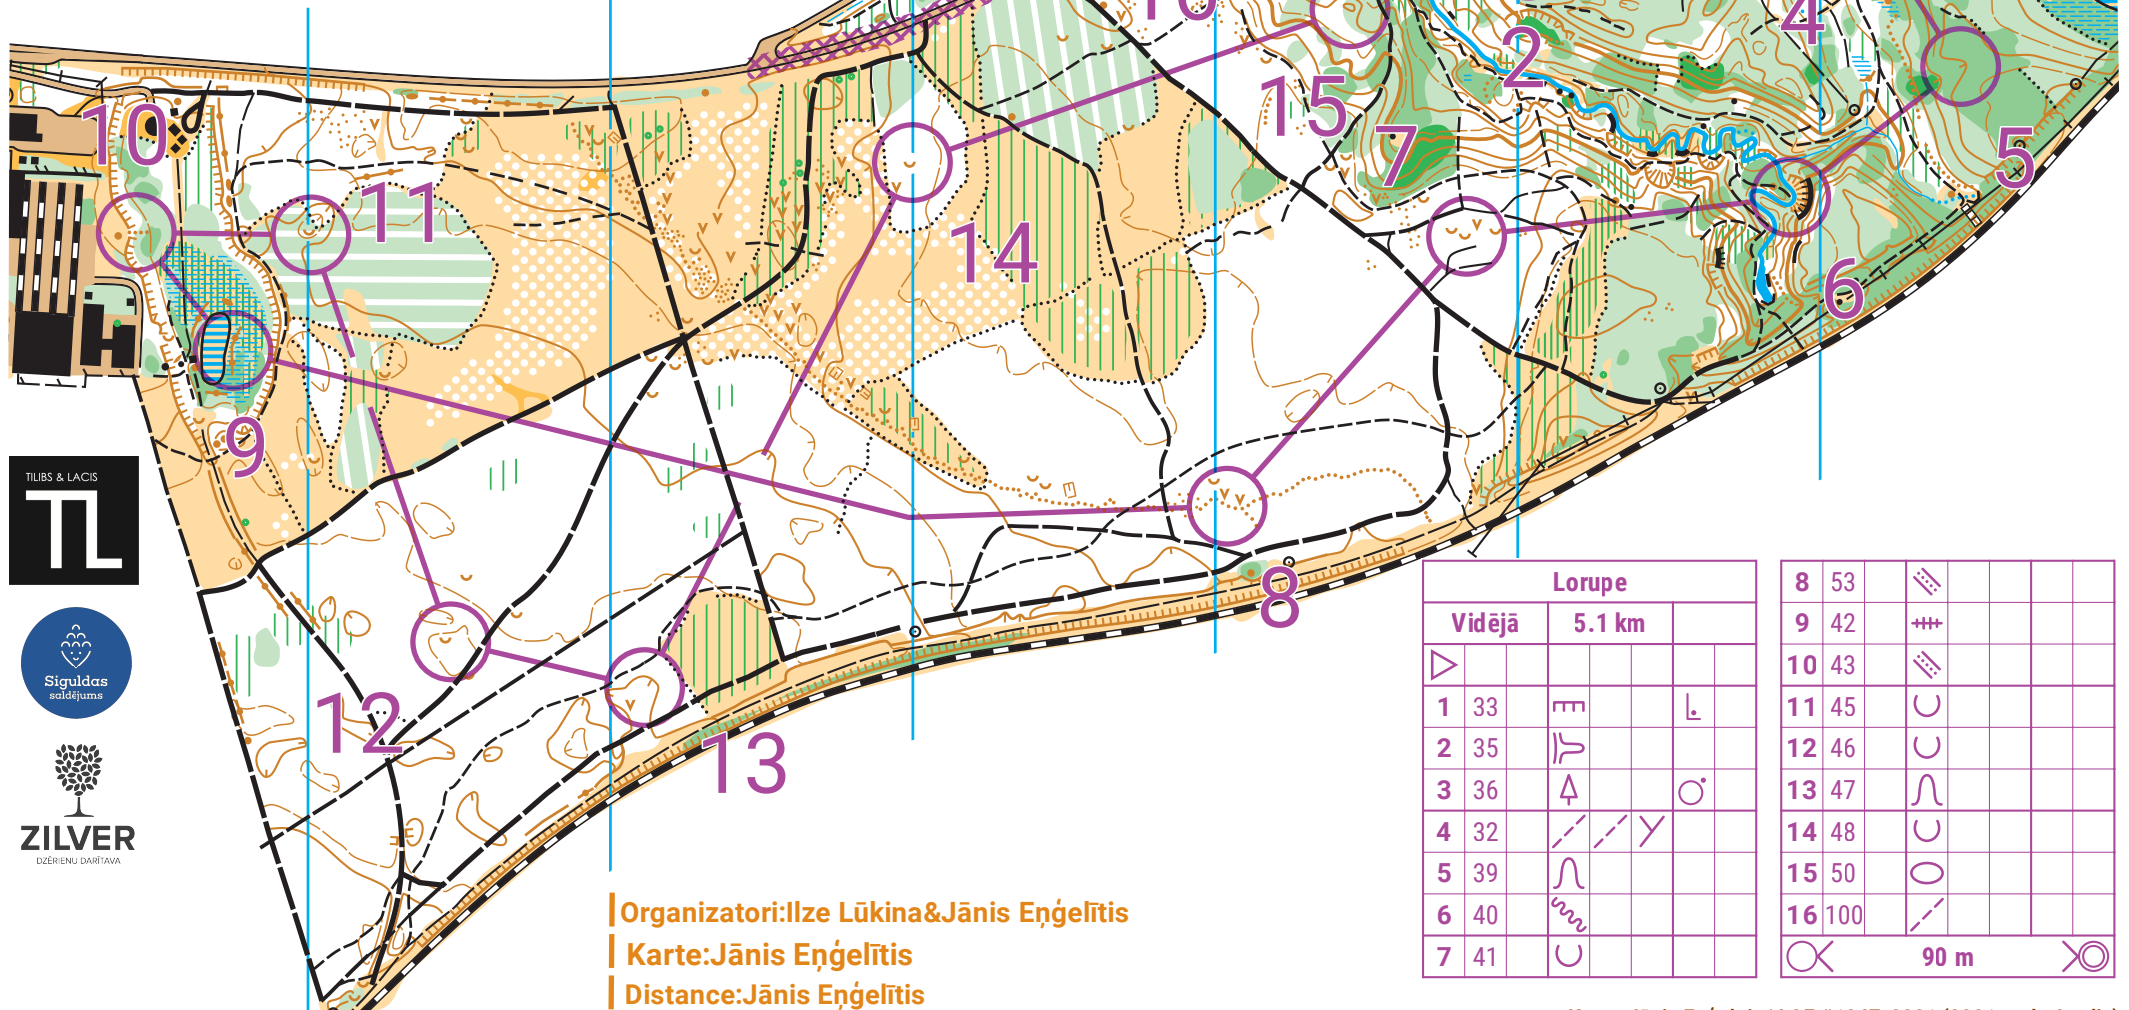 16
2
4
10
15
7
5
11
14
6
9
TILIBS & LACIS
TL
8
Siguldas
saldējums
12
13
ZILVER
DZĒRIENU DARĪTAVA
Organizatori:Ilze Lūkina&Jānis Eņģelītis
Karte:Jānis Eņģelītis
Distance:Jānis Eņģelītis
Lorupe
Vidējā 5.1 km
1 33
2 35
3 36
4 32
5 39
6 40
7 41
8 53
9 42
10 43
11 45
12 46
13 47
14 48
15 50
16 100
90 m